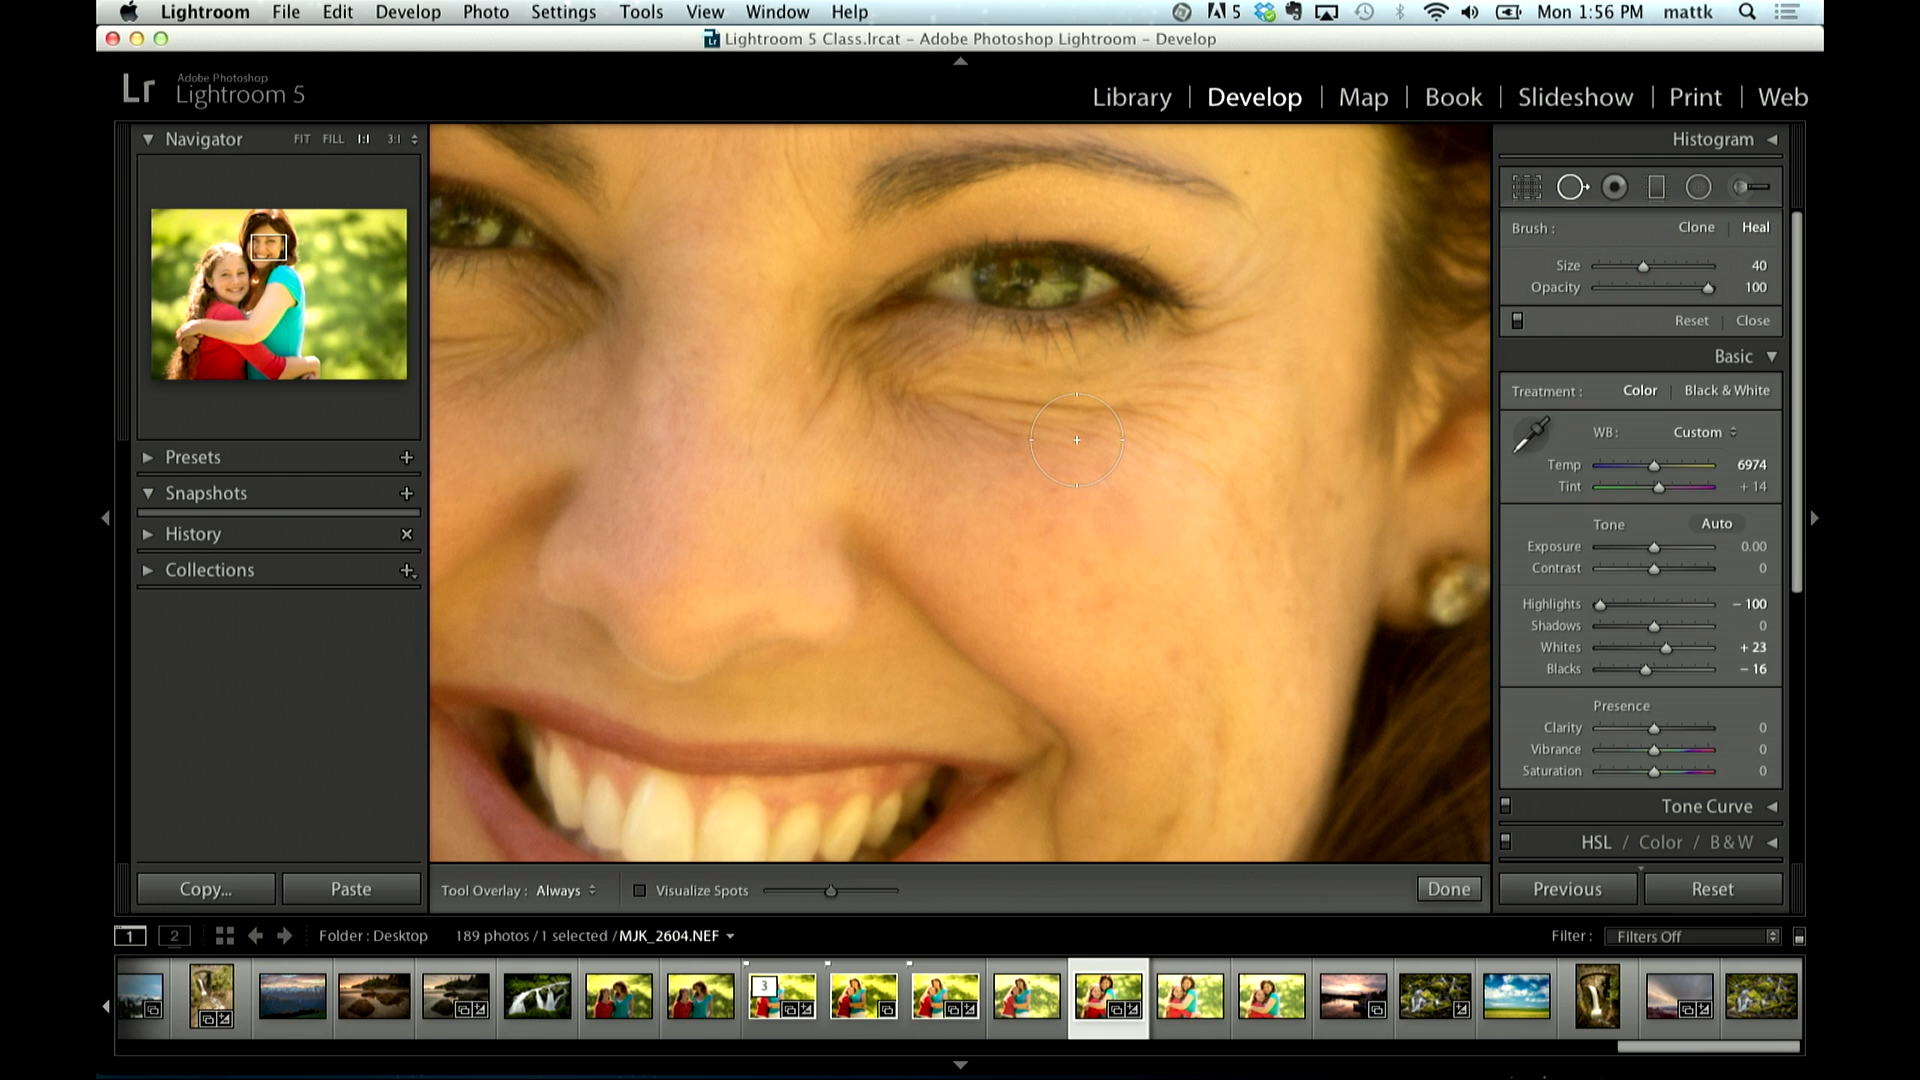 Lightroom File Edit Develop Photo Settings Tools View Window Help 5 Mon 1:56 PM mattk
Lr Lightroom 5 Class.lrcat – Adobe Photoshop Lightroom – Develop
Lr Adobe Photoshop
Lightroom 5
Library | Develop | Map | Book | Slideshow | Print | Web
Navigator FIT FILL 1:1 3:1
Presets
Snapshots
History
Collections
Copy... Paste
Histogram
Brush : Clone | Heal
Size 40
Opacity 100
Reset | Close
Basic
Treatment : Color | Black & White
WB : Custom
Temp 6974
Tint + 14
Tone Auto
Exposure 0.00
Contrast 0
Highlights – 100
Shadows 0
Whites + 23
Blacks – 16
Presence
Clarity 0
Vibrance 0
Saturation 0
Tone Curve
HSL / Color / B & W
Previous Reset
Tool Overlay : Always Visualize Spots Done
1 2 Folder : Desktop 189 photos / 1 selected / MJK_2604.NEF Filter : Filters Off
3